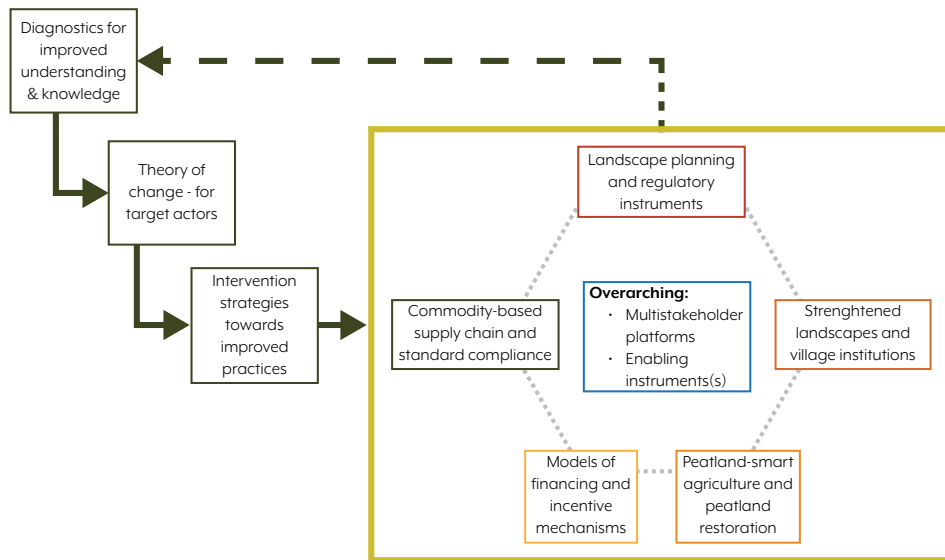 Diagnostics for
improved
understanding
& knowledge
Theory of
change - for
target actors
Intervention
strategies
towards
improved
practices
Landscape planning
and regulatory
instruments
Commodity-based
supply chain and
standard compliance
Overarching:
· Multistakeholder
platforms
· Enabling
instruments(s)
Strenghtened
landscapes and
village institutions
Models of
financing and
incentive
mechanisms
Peatland-smart
agriculture and
peatland
restoration